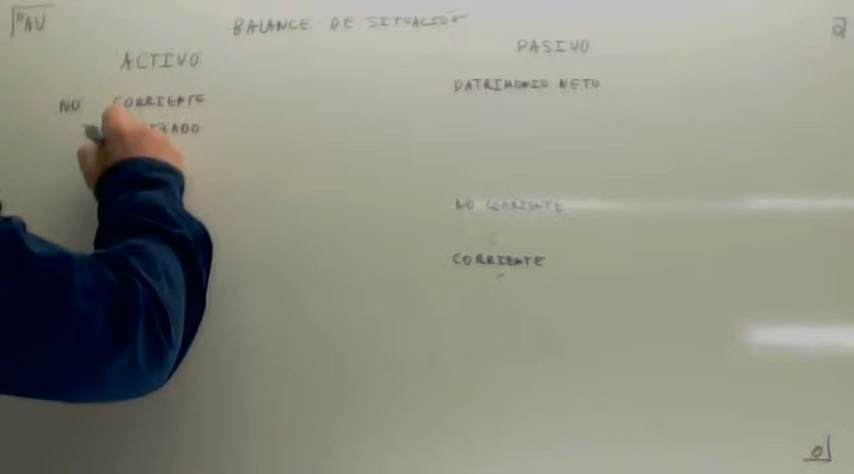 PAU
BALANCE DE SITUACIÓN
ACTIVO
PASIVO
PATRIMONIO NETO
NO CORRIENTE
NO CORRIENTE
CORRIENTE